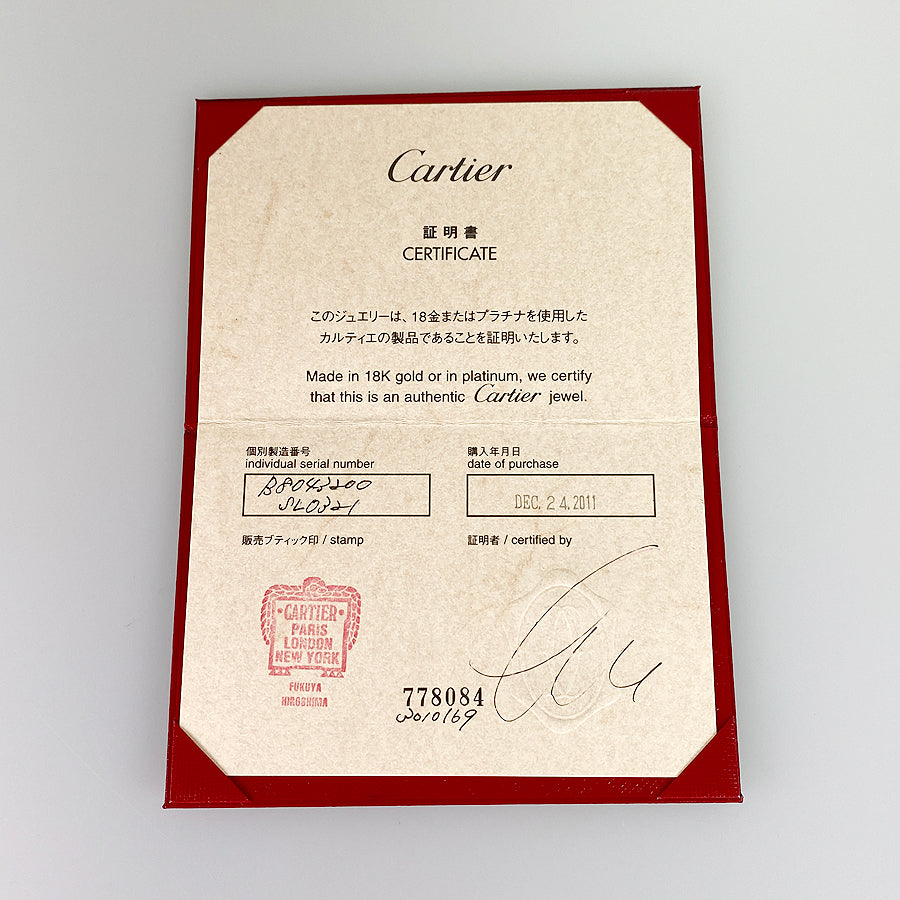 Cartier
証明書
CERTIFICATE
このジュエリーは、18金またはプラチナを使用した
カルティエの製品であることを証明いたします。
Made in 18K gold or in platinum, we certify
that this is an authentic Cartier jewel.
個別製造番号
individual serial number
B8043200
SL0321
購入年月日
date of purchase
DEC. 24. 2011
販売ブティック印 / stamp
証明者 / certified by
CARTIER
PARIS
LONDON
NEW YORK
FUKUYA
HIROSHIMA
778084
3010169